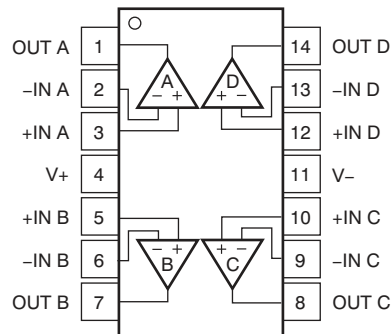 OUT A 1 14 OUT D
−IN A 2 A D 13 −IN D
− + + −
+IN A 3 12 +IN D
V+ 4 11 V−
+IN B 5 10 +IN C
− + + −
−IN B 6 B C 9 −IN C
OUT B 7 8 OUT C